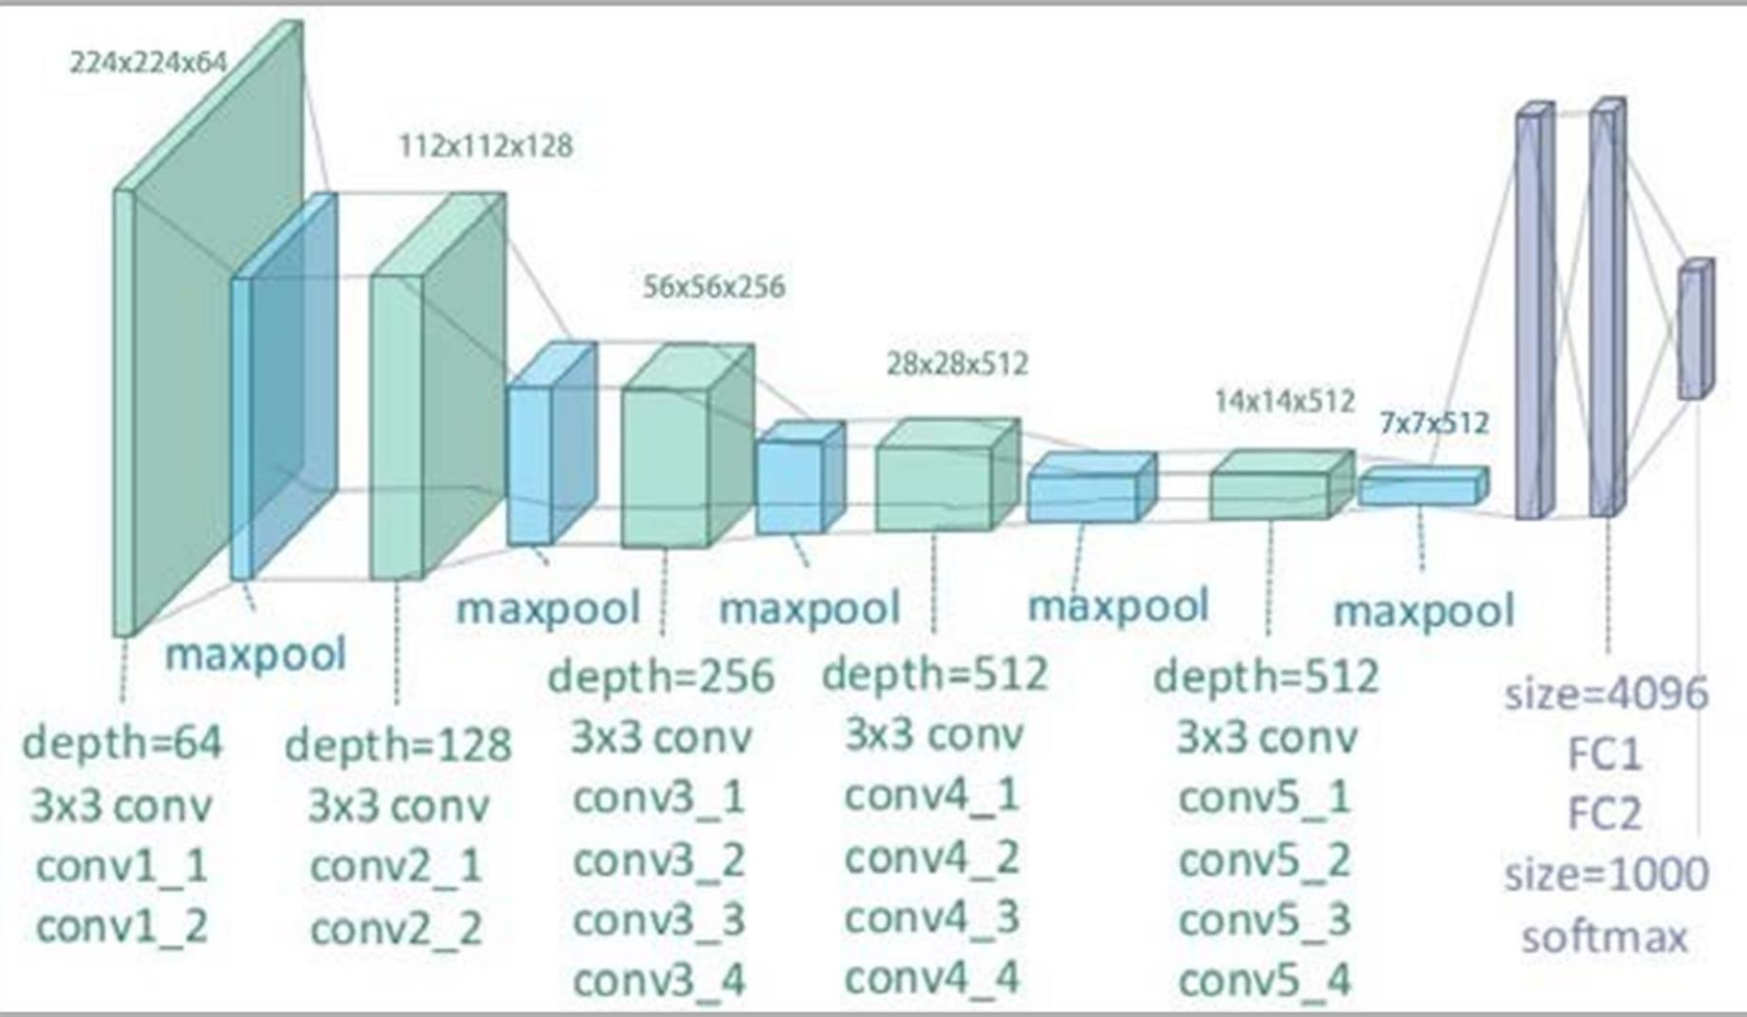 224x224x64
112x112x128
56x56x256
28x28x512
14x14x512
7x7x512
maxpool
maxpool
maxpool
maxpool
maxpool
depth=64
3x3 conv
conv1_1
conv1_2
depth=128
3x3 conv
conv2_1
conv2_2
depth=256
3x3 conv
conv3_1
conv3_2
conv3_3
conv3_4
depth=512
3x3 conv
conv4_1
conv4_2
conv4_3
conv4_4
depth=512
3x3 conv
conv5_1
conv5_2
conv5_3
conv5_4
size=4096
FC1
FC2
size=1000
softmax